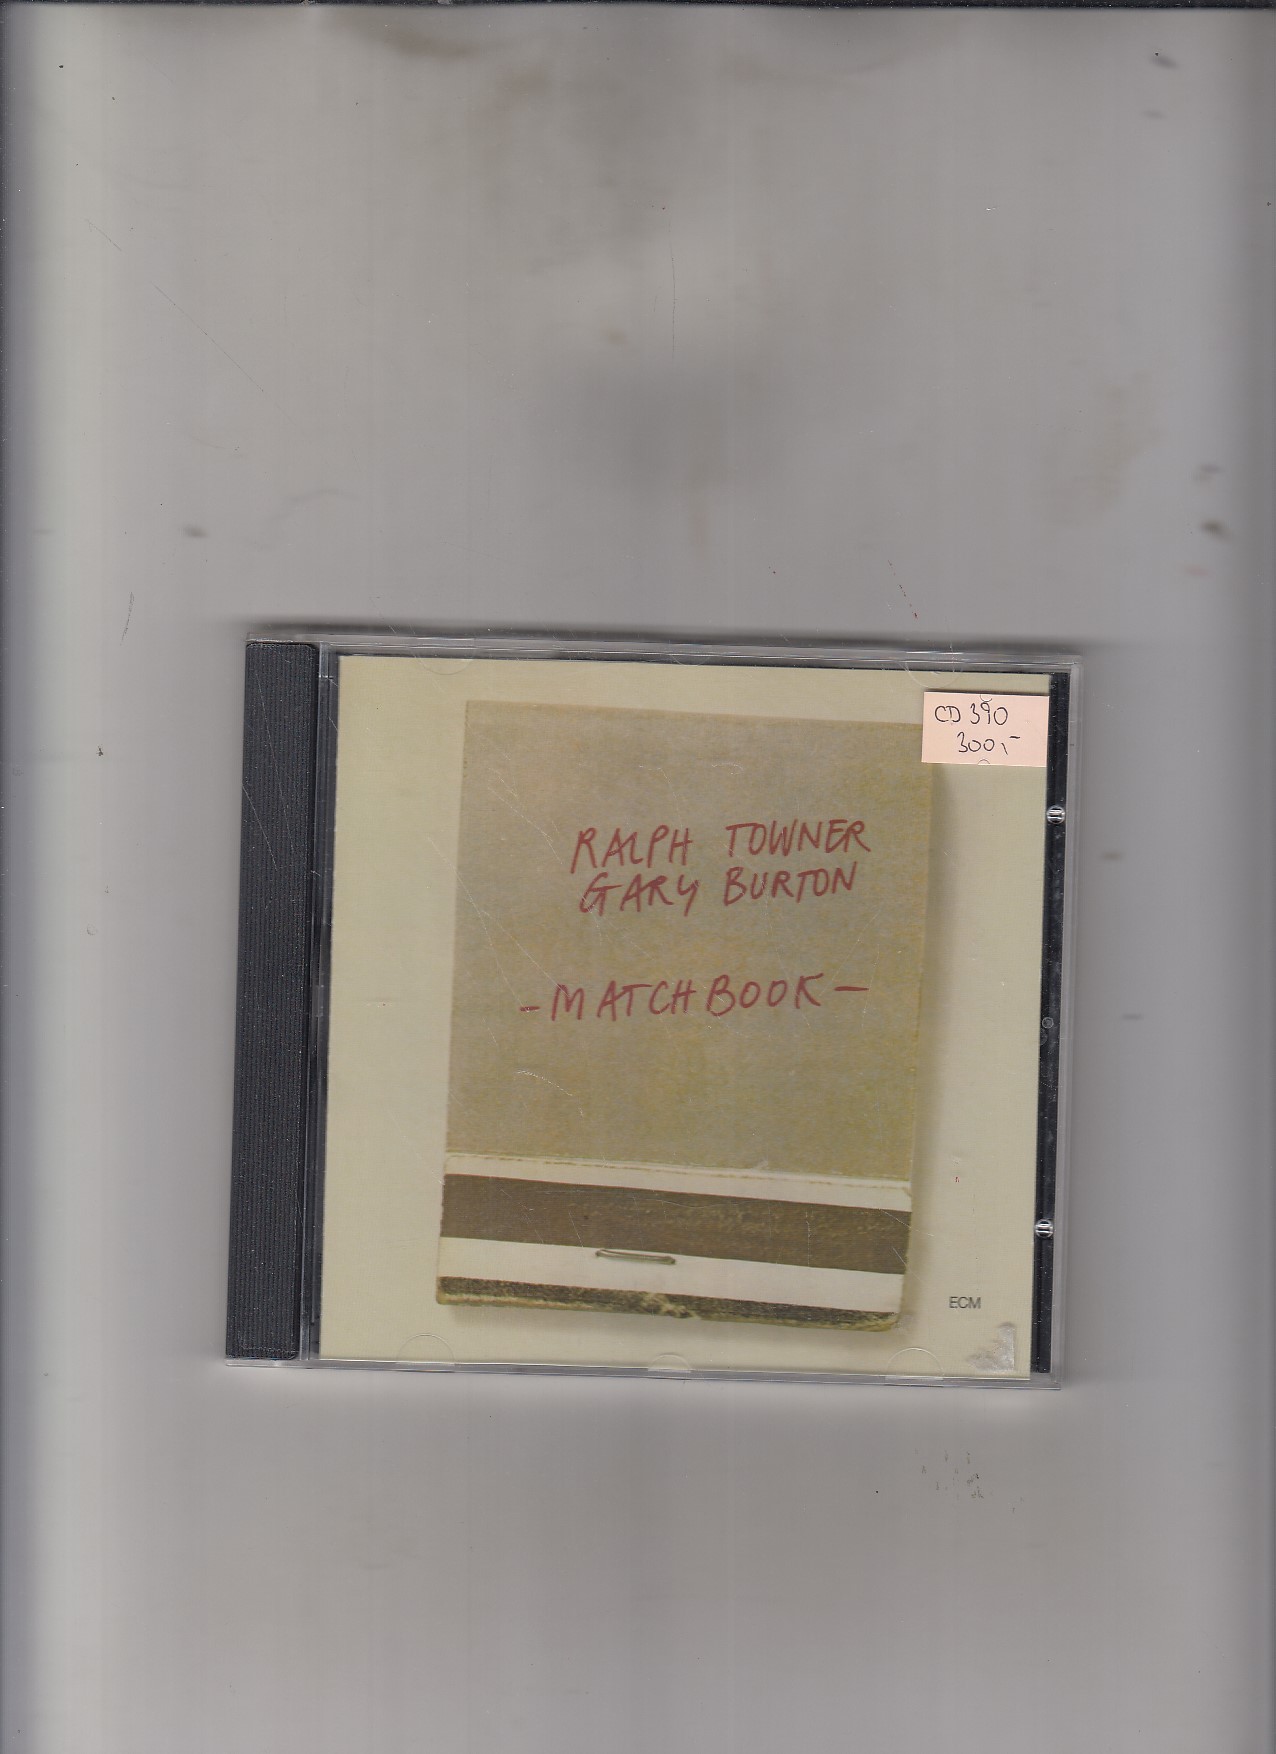 CD 390
300,-
RALPH TOWNER
GARY BURTON
-MATCHBOOK-
ECM